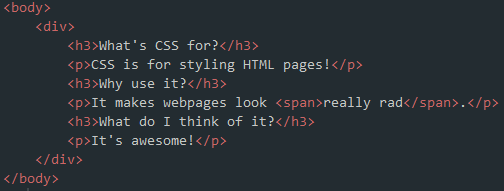 <body>
<div>
<h3>What's CSS for?</h3>
<p>CSS is for styling HTML pages!</p>
<h3>Why use it?</h3>
<p>It makes webpages look <span>really rad</span>.</p>
<h3>What do I think of it?</h3>
<p>It's awesome!</p>
</div>
</body>